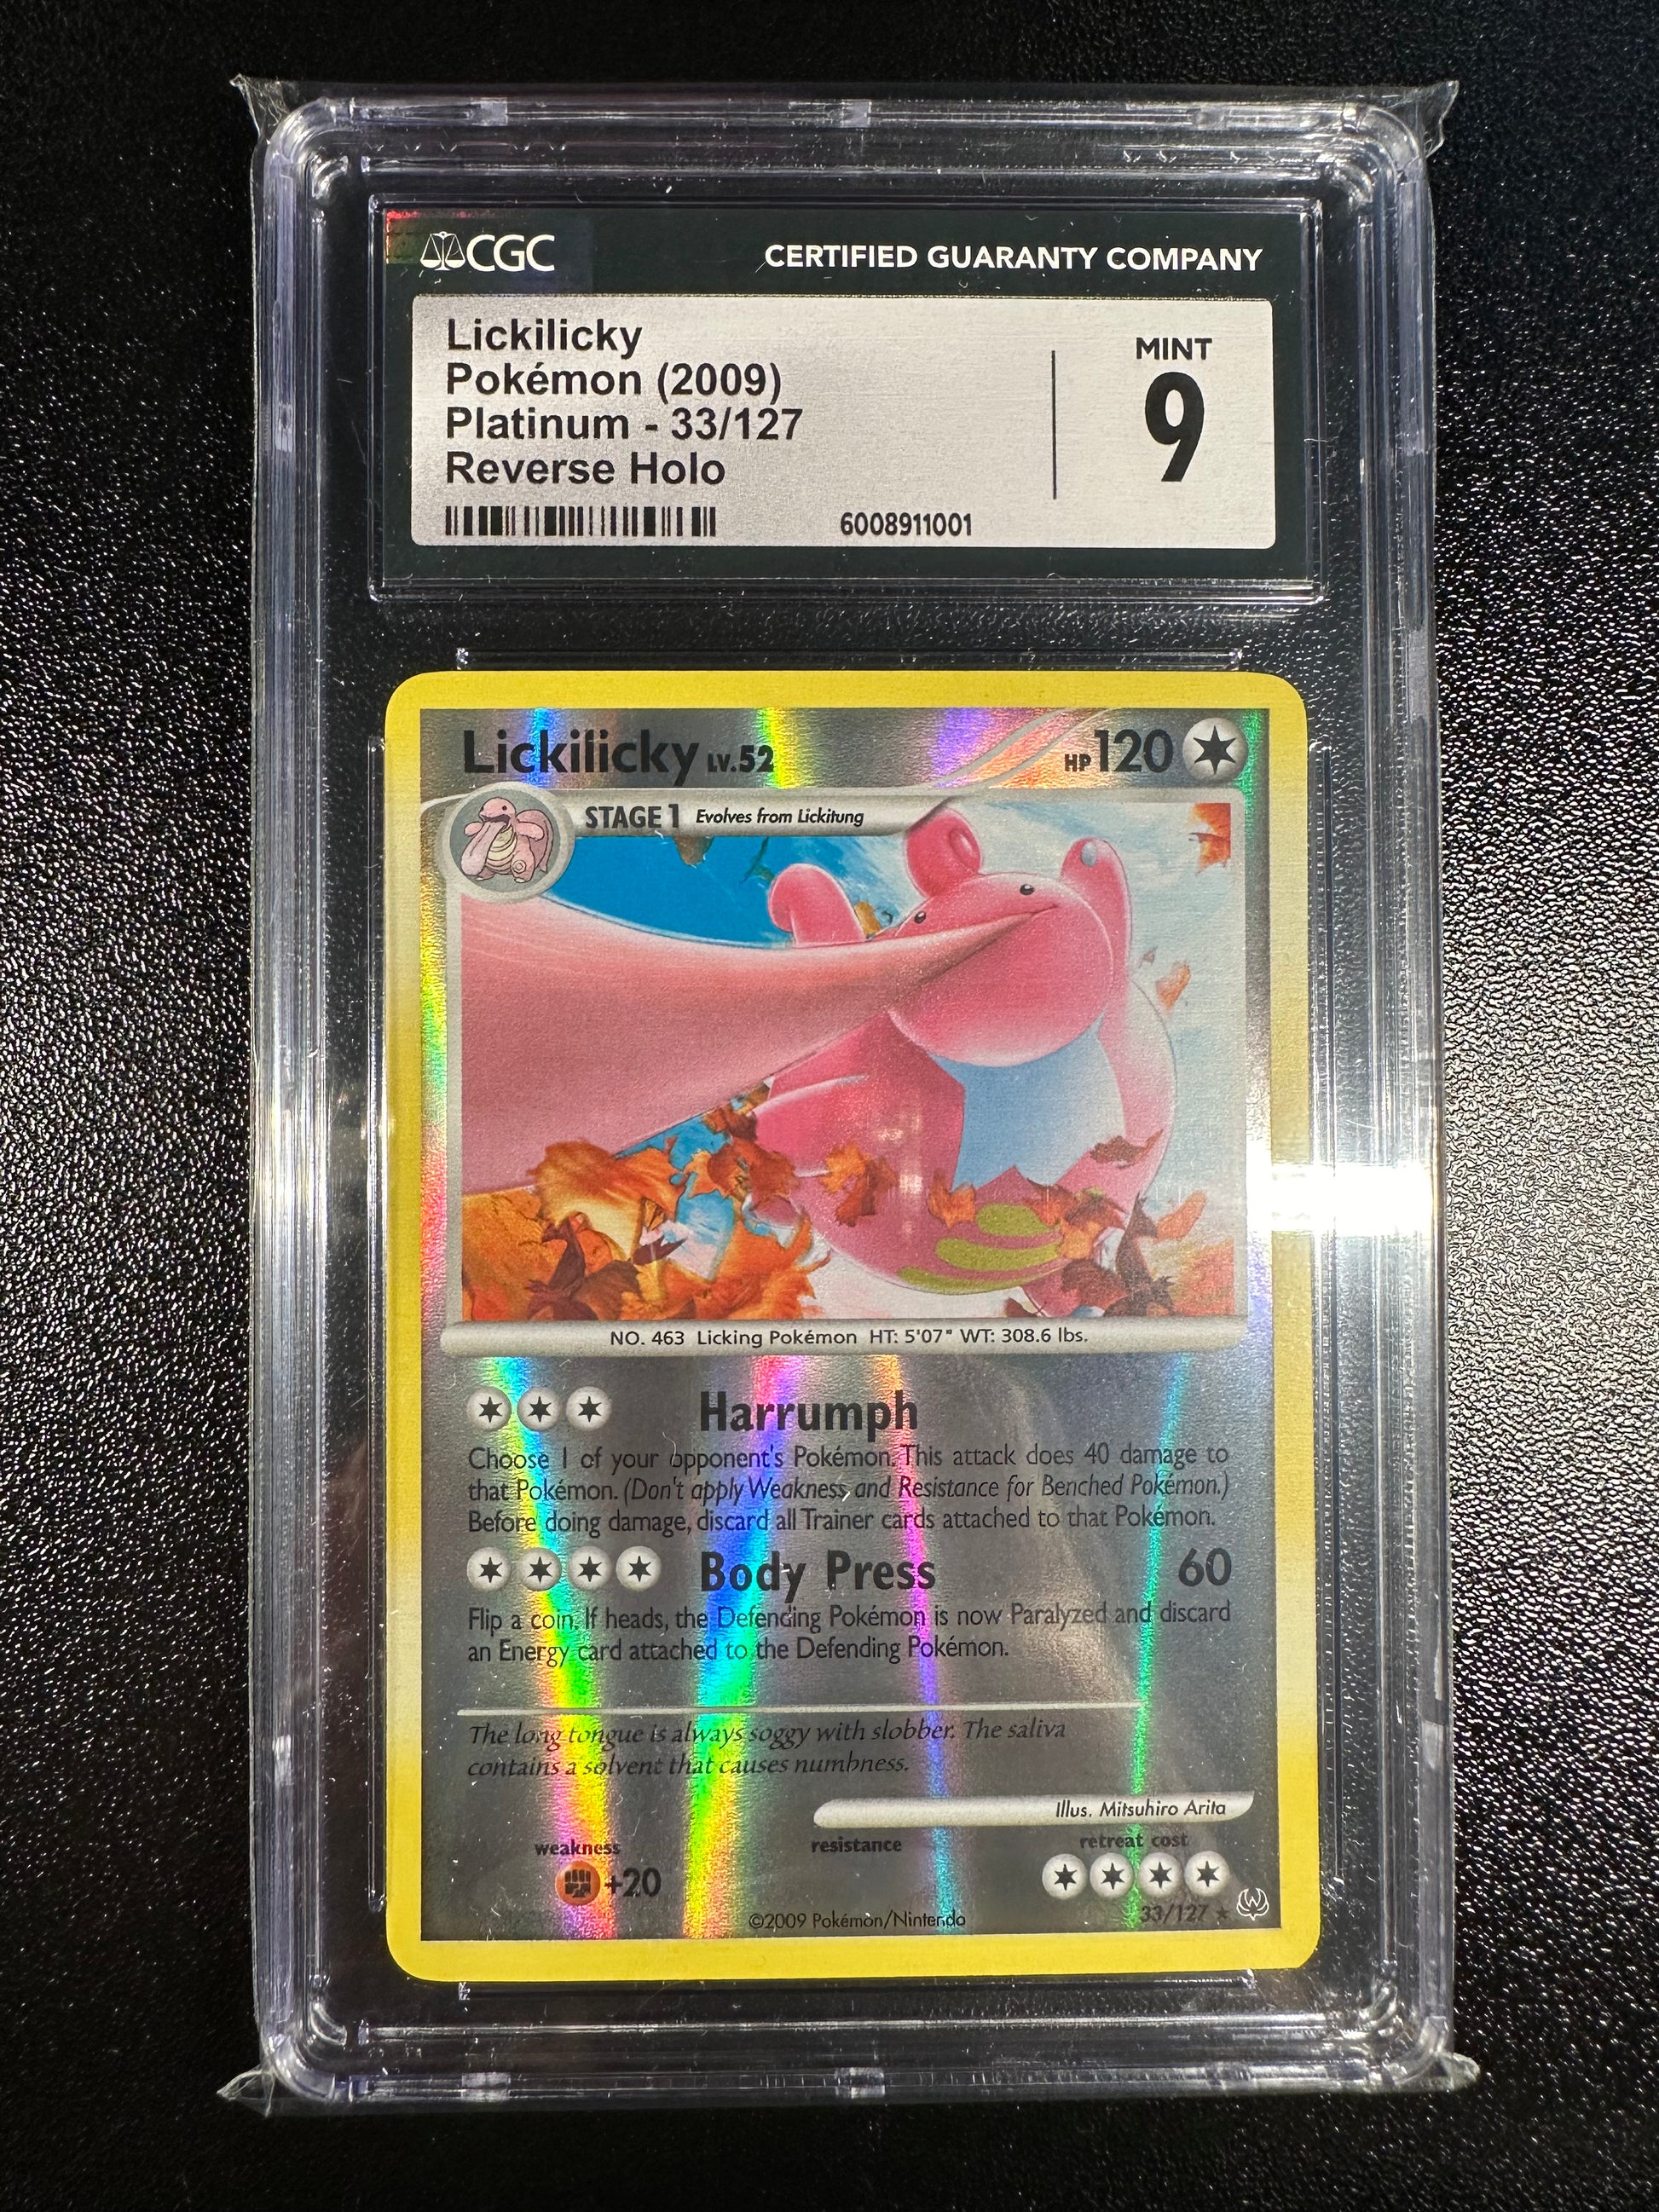 CGC
CERTIFIED GUARANTY COMPANY
Lickilicky
Pokémon (2009)
Platinum - 33/127
Reverse Holo
MINT
9
6008911001
Lickilicky LV.52
HP 120
STAGE 1 Evolves from Lickitung
NO. 463 Licking Pokémon HT: 5'07" WT: 308.6 lbs.
Harrumph
Choose 1 of your opponent's Pokémon. This attack does 40 damage to
that Pokémon. (Don't apply Weakness and Resistance for Benched Pokémon.)
Before doing damage, discard all Trainer cards attached to that Pokémon.
Body Press 60
Flip a coin. If heads, the Defending Pokémon is now Paralyzed and discard
an Energy card attached to the Defending Pokémon.
The long tongue is always soggy with slobber. The saliva
contains a solvent that causes numbness.
Illus. Mitsuhiro Arita
weakness resistance retreat cost
+20
©2009 Pokémon/Nintendo
33/127 ★